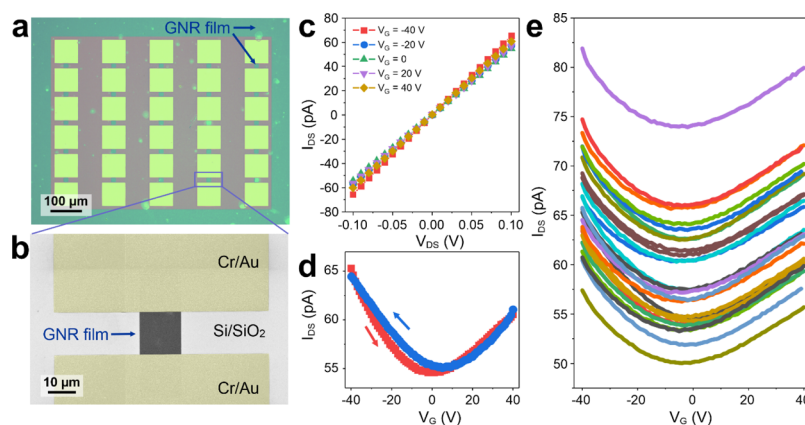 a
GNR film
100 µm
b
Cr/Au
GNR film
Si/SiO₂
10 µm
Cr/Au
c
80
60
40
20
0
-20
-40
-60
-80
I_DS (pA)
V_G = -40 V
V_G = -20 V
V_G = 0
V_G = 20 V
V_G = 40 V
-0.10 -0.05 0.00 0.05 0.10
V_DS (V)
d
65
60
55
I_DS (pA)
-40 -20 0 20 40
V_G (V)
e
85
80
75
70
65
60
55
50
I_DS (pA)
-40 -20 0 20 40
V_G (V)